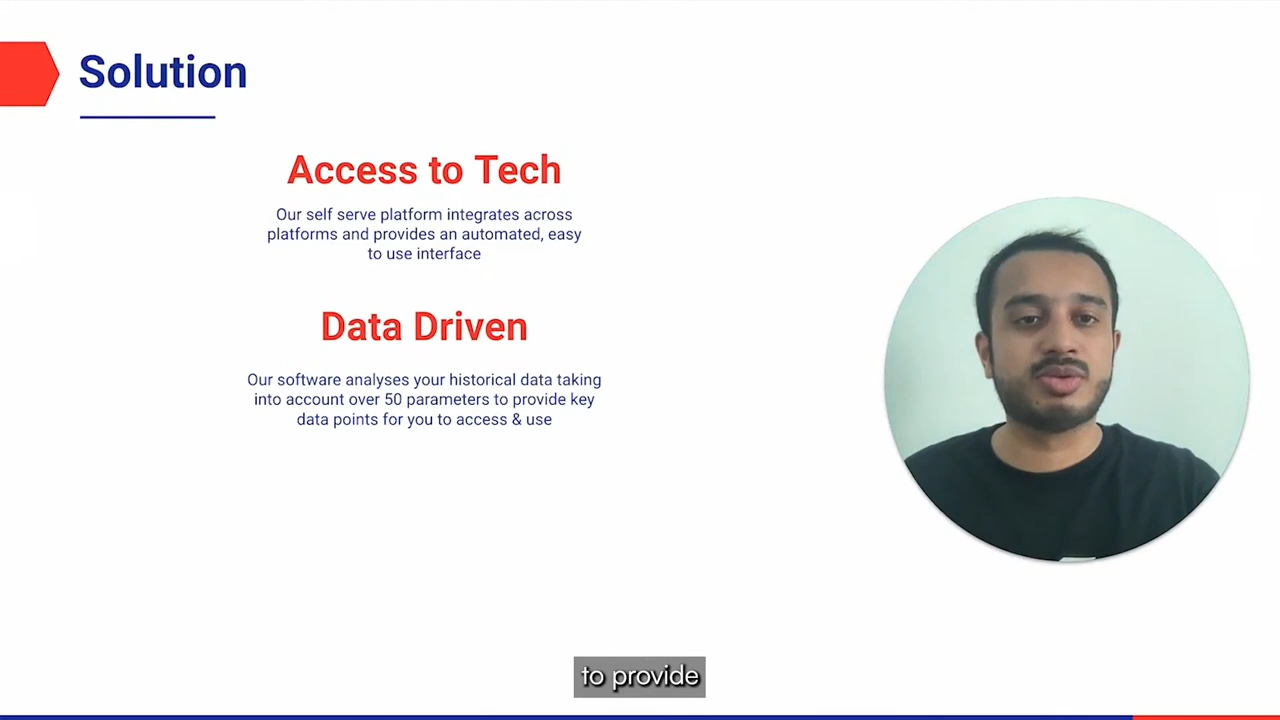 Solution
Access to Tech
Our self serve platform integrates across
platforms and provides an automated, easy
to use interface
Data Driven
Our software analyses your historical data taking
into account over 50 parameters to provide key
data points for you to access & use
to provide